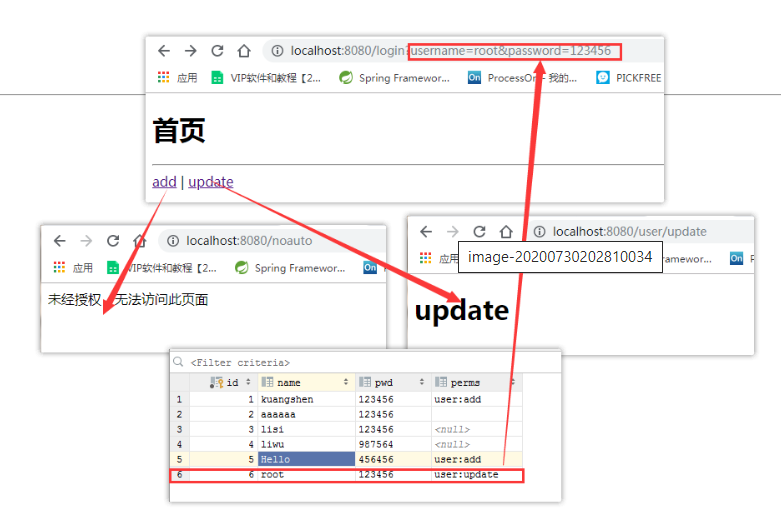 localhost:8080/login?username=root&password=123456
应用 VIP软件和教程【2... Spring Framewor... On ProcessOn - 我的... PICKFREE
首页
add | update
localhost:8080/noauto
应用 VIP软件和教程【2... Spring Framewor... On
未经授权 无法访问此页面
localhost:8080/user/update
应用 mewor... On P
image-20200730202810034
update
<Filter criteria>
id name pwd perms
1 1 kuangshen 123456 user:add
2 2 aaaaaa 123456
3 3 lisi 123456 <null>
4 4 liwu 987564 <null>
5 5 Hello 456456 user:add
6 6 root 123456 user:update